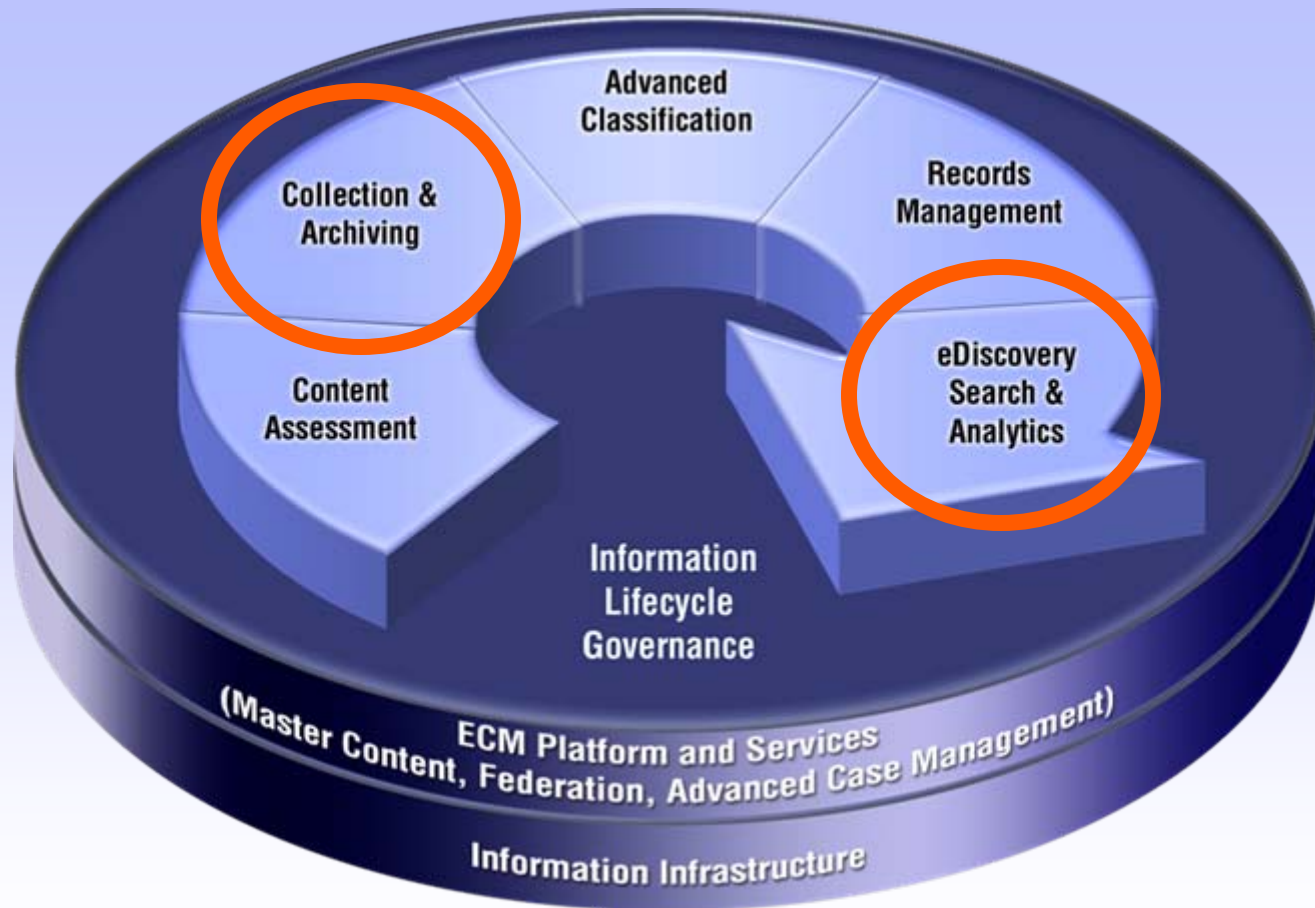 Advanced
Classification
Collection &
Archiving
Records
Management
Content
Assessment
eDiscovery
Search &
Analytics
Information
Lifecycle
Governance
ECM Platform and Services
(Master Content, Federation, Advanced Case Management)
Information Infrastructure